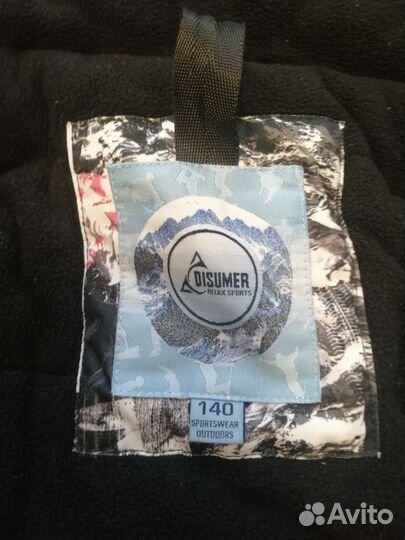 DISUMER
RELAX SPORTS
140
SPORTSWEAR
OUTDOORS
Avito